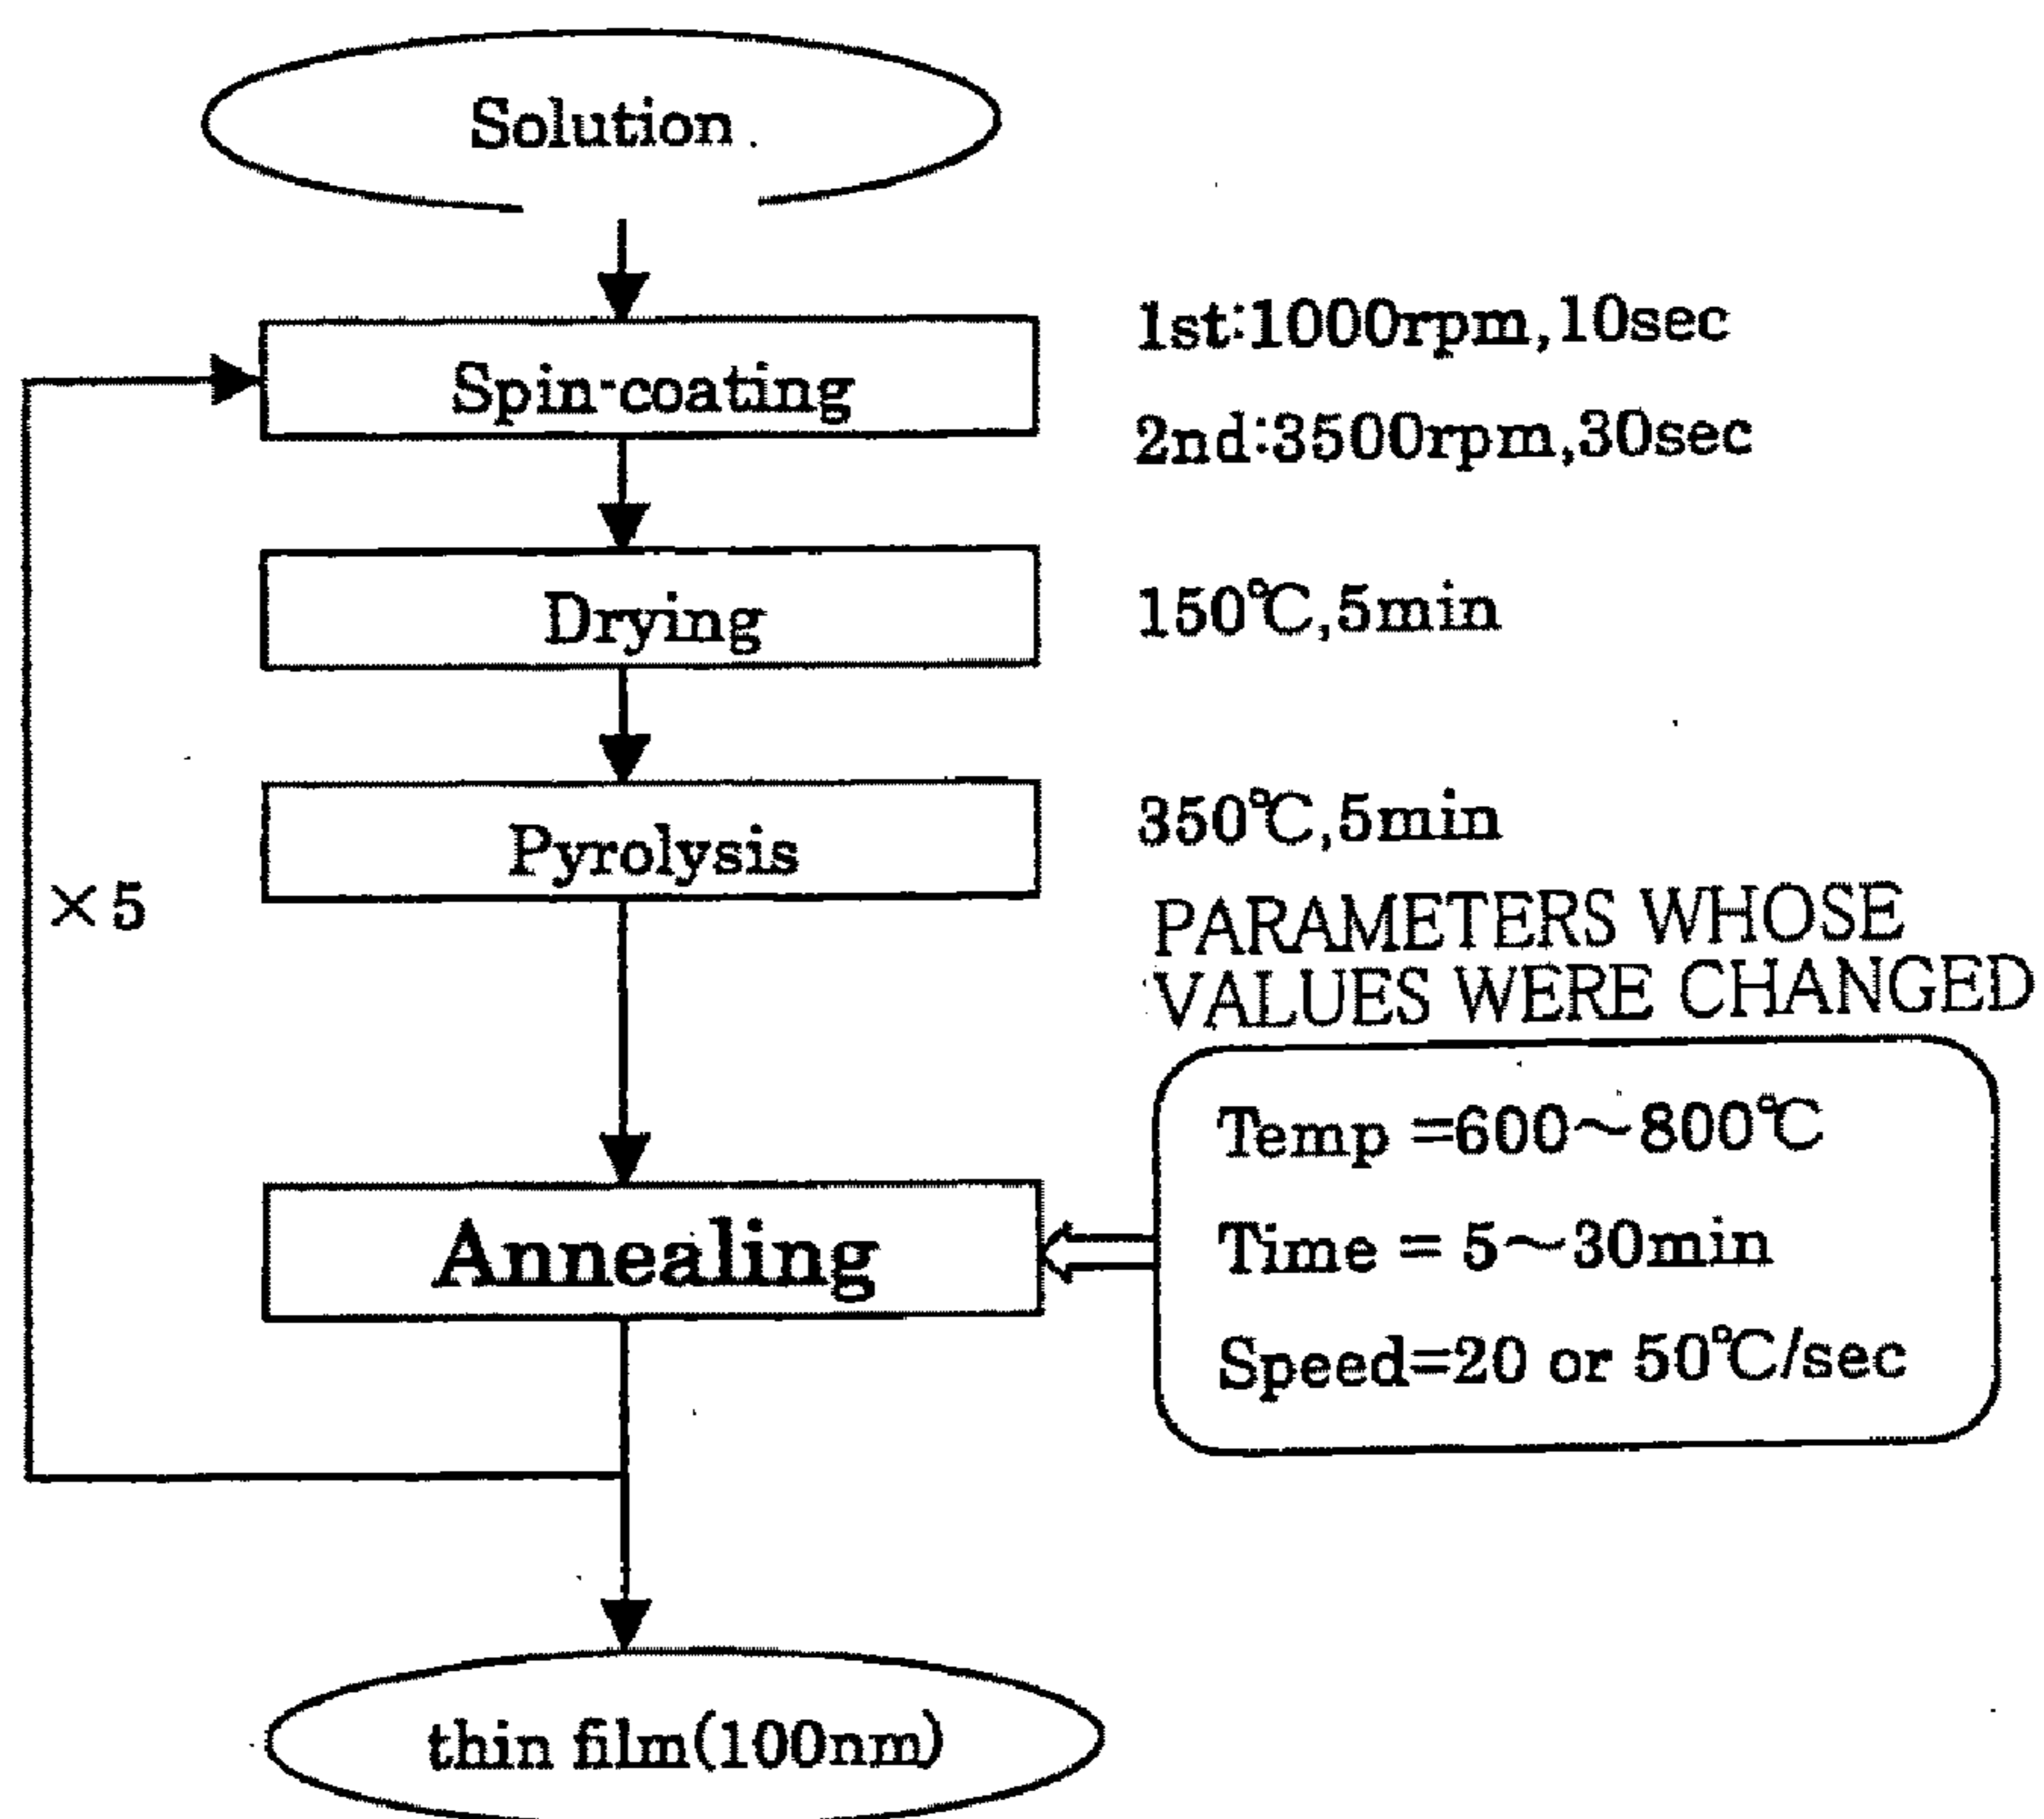 Solution
Spin-coating
1st:1000rpm,10sec
2nd:3500rpm,30sec
Drying
150℃,5min
Pyrolysis
350℃,5min
×5
PARAMETERS WHOSE
VALUES WERE CHANGED
Temp =600～800℃
Annealing
Time = 5～30min
Speed=20 or 50℃/sec
thin film(100nm)